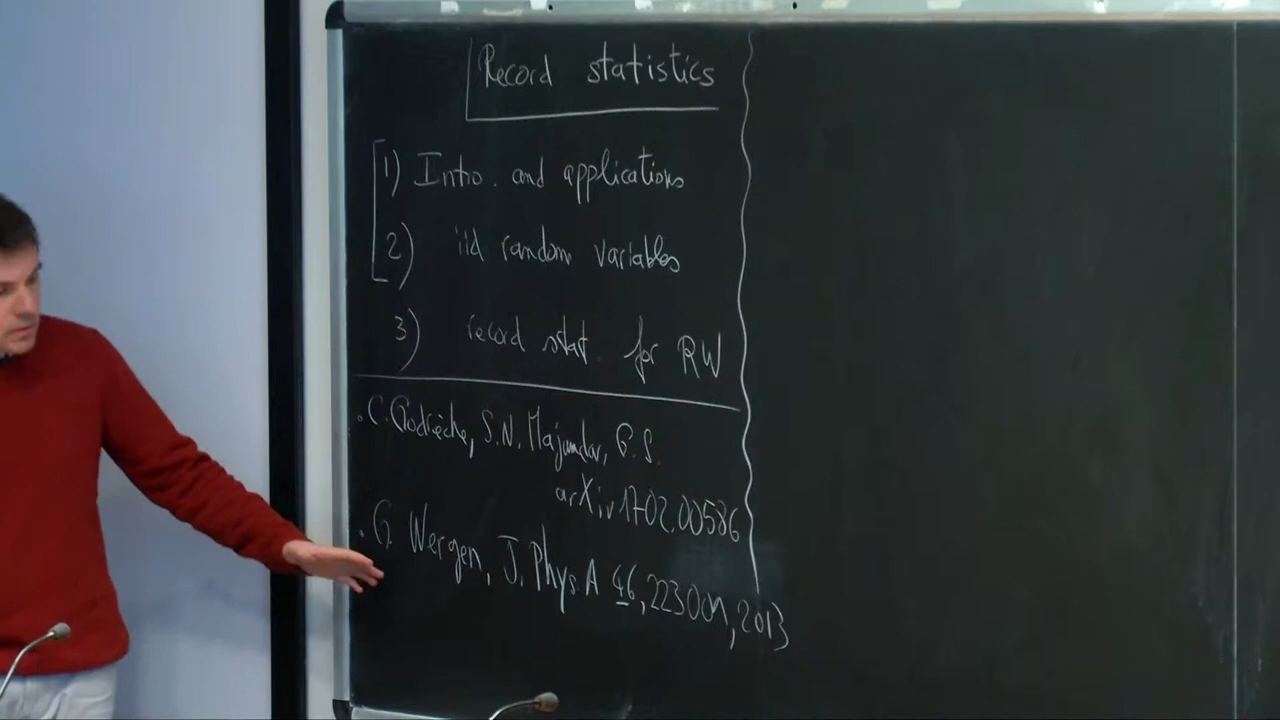 Record statistics
1) Intro. and applications
2) iid random variables
3) record stat. for RW
. C. Godrèche, S.N. Majumdar, G.S.
arXiv 1702.00586
. G. Wergen, J. Phys. A 46, 223001, 2013